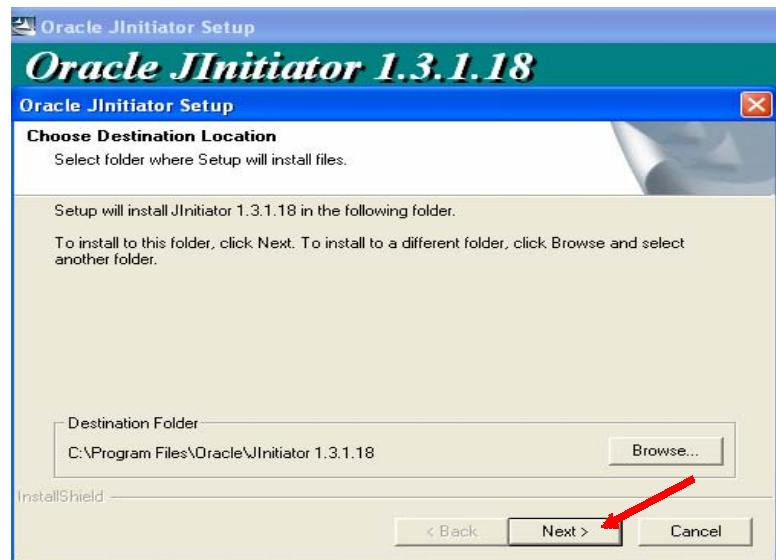 Oracle JInitiator Setup
Oracle JInitiator 1.3.1.18
Oracle JInitiator Setup
Choose Destination Location
Select folder where Setup will install files.
Setup will install JInitiator 1.3.1.18 in the following folder.
To install to this folder, click Next. To install to a different folder, click Browse and select
another folder.
Destination Folder
C:\Program Files\Oracle\JInitiator 1.3.1.18
Browse...
InstallShield
< Back
Next >
Cancel